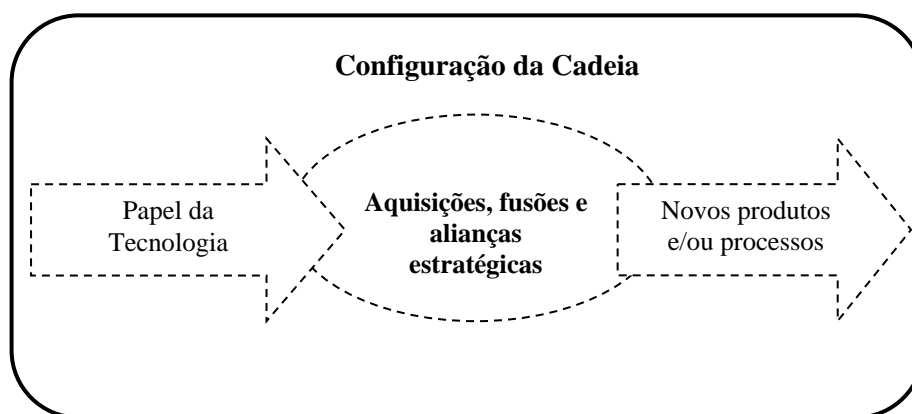 Configuração da Cadeia
Papel da
Tecnologia
Aquisições, fusões e
alianças
estratégicas
Novos produtos
e/ou processos